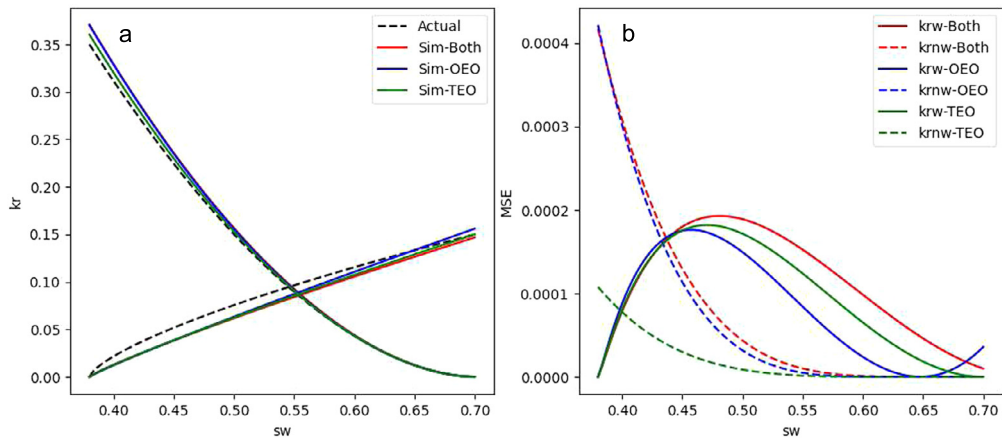 a
Actual
Sim-Both
Sim-OEO
Sim-TEO
0.35
0.30
0.25
0.20
0.15
0.10
0.05
0.00
kr
0.40
0.45
0.50
0.55
0.60
0.65
0.70
sw
b
krw-Both
krnw-Both
krw-OEO
krnw-OEO
krw-TEO
krnw-TEO
0.0004
0.0003
0.0002
0.0001
0.0000
MSE
0.40
0.45
0.50
0.55
0.60
0.65
0.70
sw